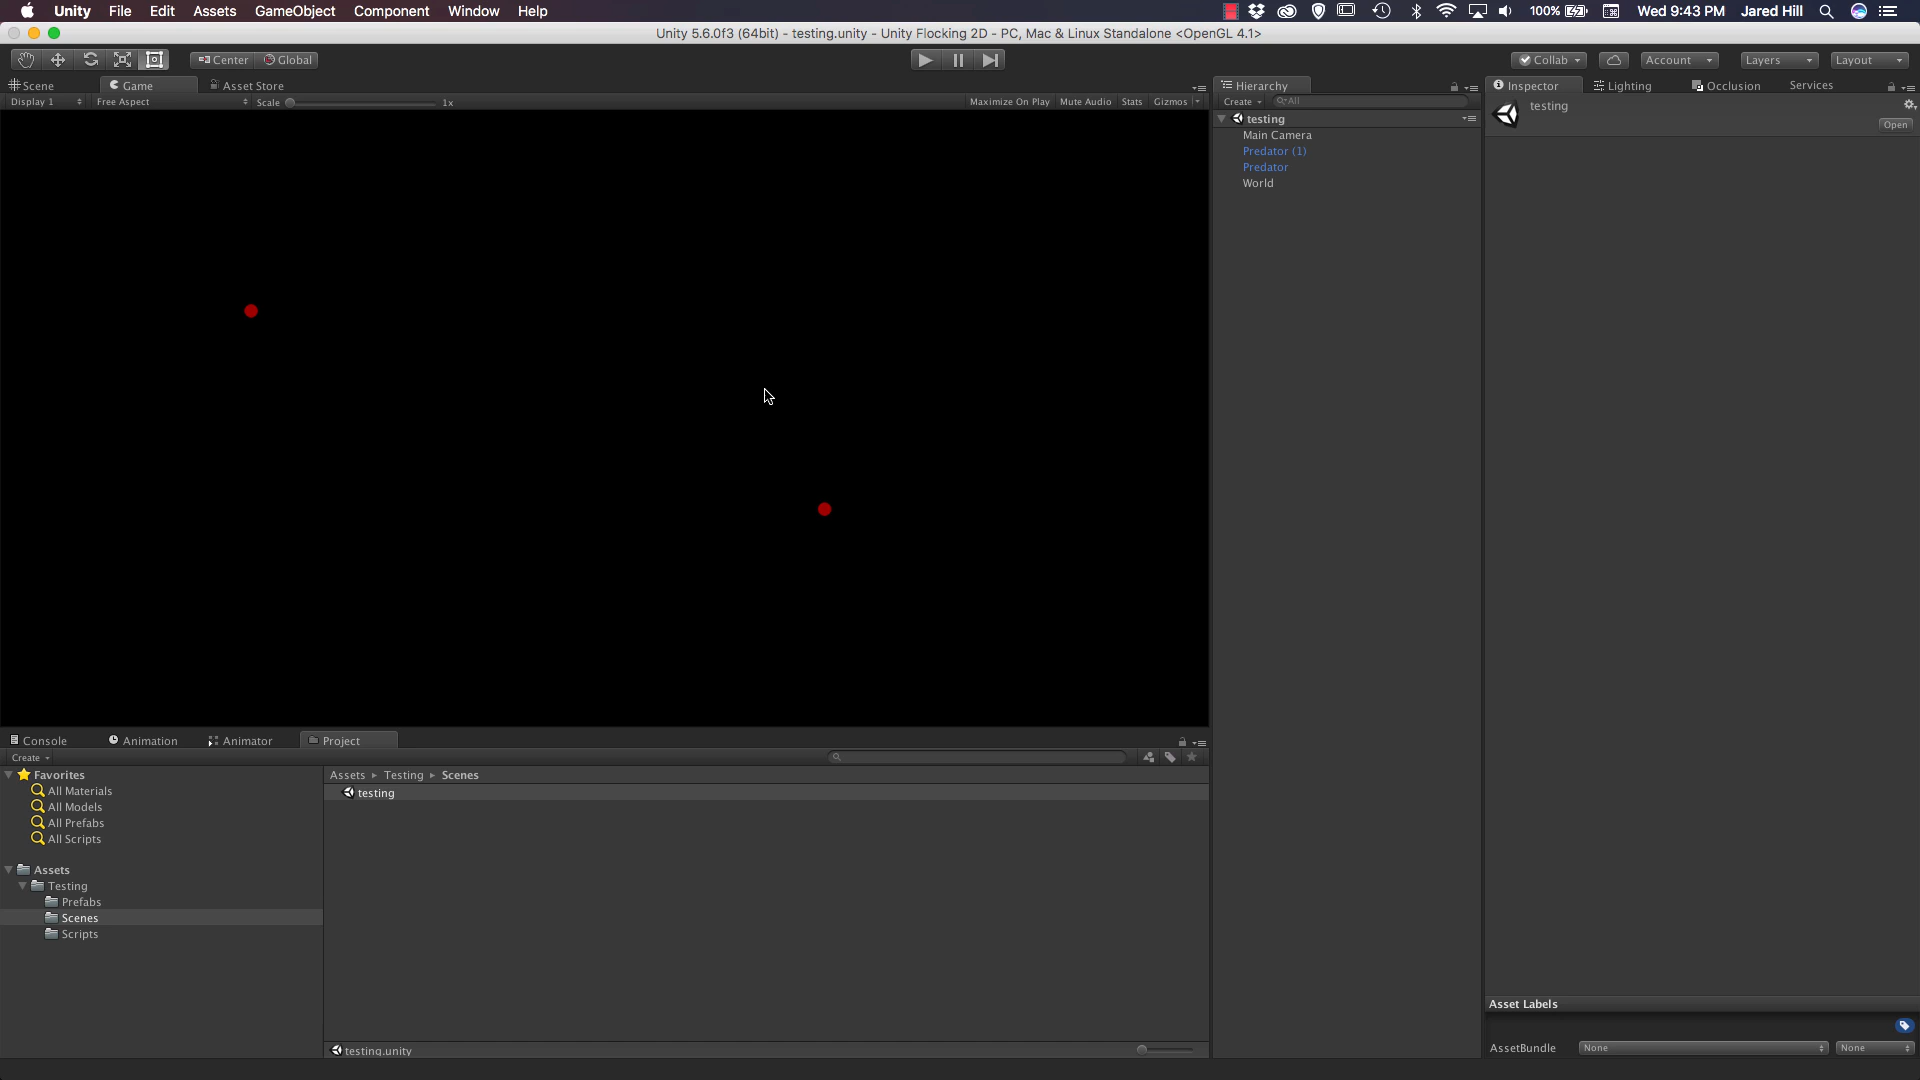 Unity File Edit Assets GameObject Component Window Help 100% Wed 9:43 PM Jared Hill
Unity 5.6.0f3 (64bit) - testing.unity - Unity Flocking 2D - PC, Mac & Linux Standalone <OpenGL 4.1>
Center Global Collab Account Layers Layout
Scene Game Asset Store Hierarchy Inspector Lighting Occlusion Services
Display 1 Free Aspect Scale 1x Maximize On Play Mute Audio Stats Gizmos Create All
testing
testing
Open
Main Camera
Predator (1)
Predator
World
Console Animation Animator Project
Create
Favorites
All Materials
All Models
All Prefabs
All Scripts
Assets
Testing
Prefabs
Scenes
Scripts
Assets Testing Scenes
testing
testing.unity
Asset Labels
AssetBundle None None